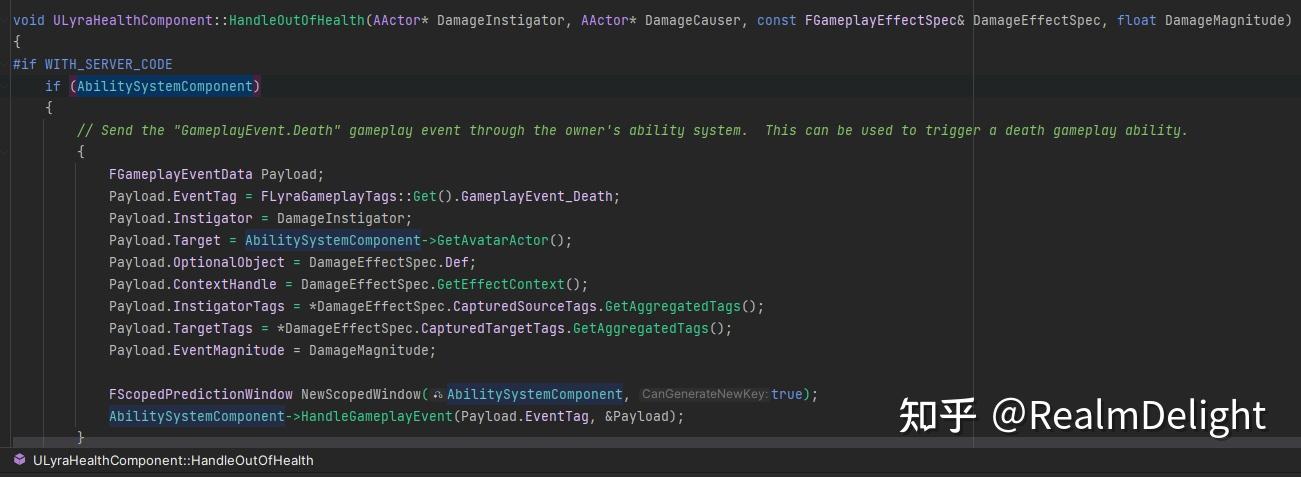 void ULyraHealthComponent::HandleOutOfHealth(AActor* DamageInstigator, AActor* DamageCauser, const FGameplayEffectSpec& DamageEffectSpec, float DamageMagnitude)
{
#if WITH_SERVER_CODE
if (AbilitySystemComponent)
{
// Send the "GameplayEvent.Death" gameplay event through the owner's ability system.  This can be used to trigger a death gameplay ability.
{
FGameplayEventData Payload;
Payload.EventTag = FLyraGameplayTags::Get().GameplayEvent_Death;
Payload.Instigator = DamageInstigator;
Payload.Target = AbilitySystemComponent->GetAvatarActor();
Payload.OptionalObject = DamageEffectSpec.Def;
Payload.ContextHandle = DamageEffectSpec.GetEffectContext();
Payload.InstigatorTags = *DamageEffectSpec.CapturedSourceTags.GetAggregatedTags();
Payload.TargetTags = *DamageEffectSpec.CapturedTargetTags.GetAggregatedTags();
Payload.EventMagnitude = DamageMagnitude;
FScopedPredictionWindow NewScopedWindow(AbilitySystemComponent, CanGenerateNewKey: true);
AbilitySystemComponent->HandleGameplayEvent(Payload.EventTag, &Payload);
}
知乎 @RealmDelight
ULyraHealthComponent::HandleOutOfHealth